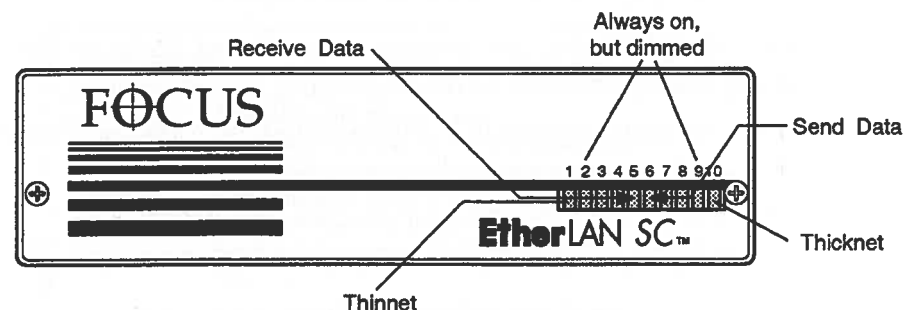 Always on,
but dimmed
Receive Data
FOCUS
Send Data
1 2 3 4 5 6 7 8 9 10
EtherLAN SC™
Thicknet
Thinnet